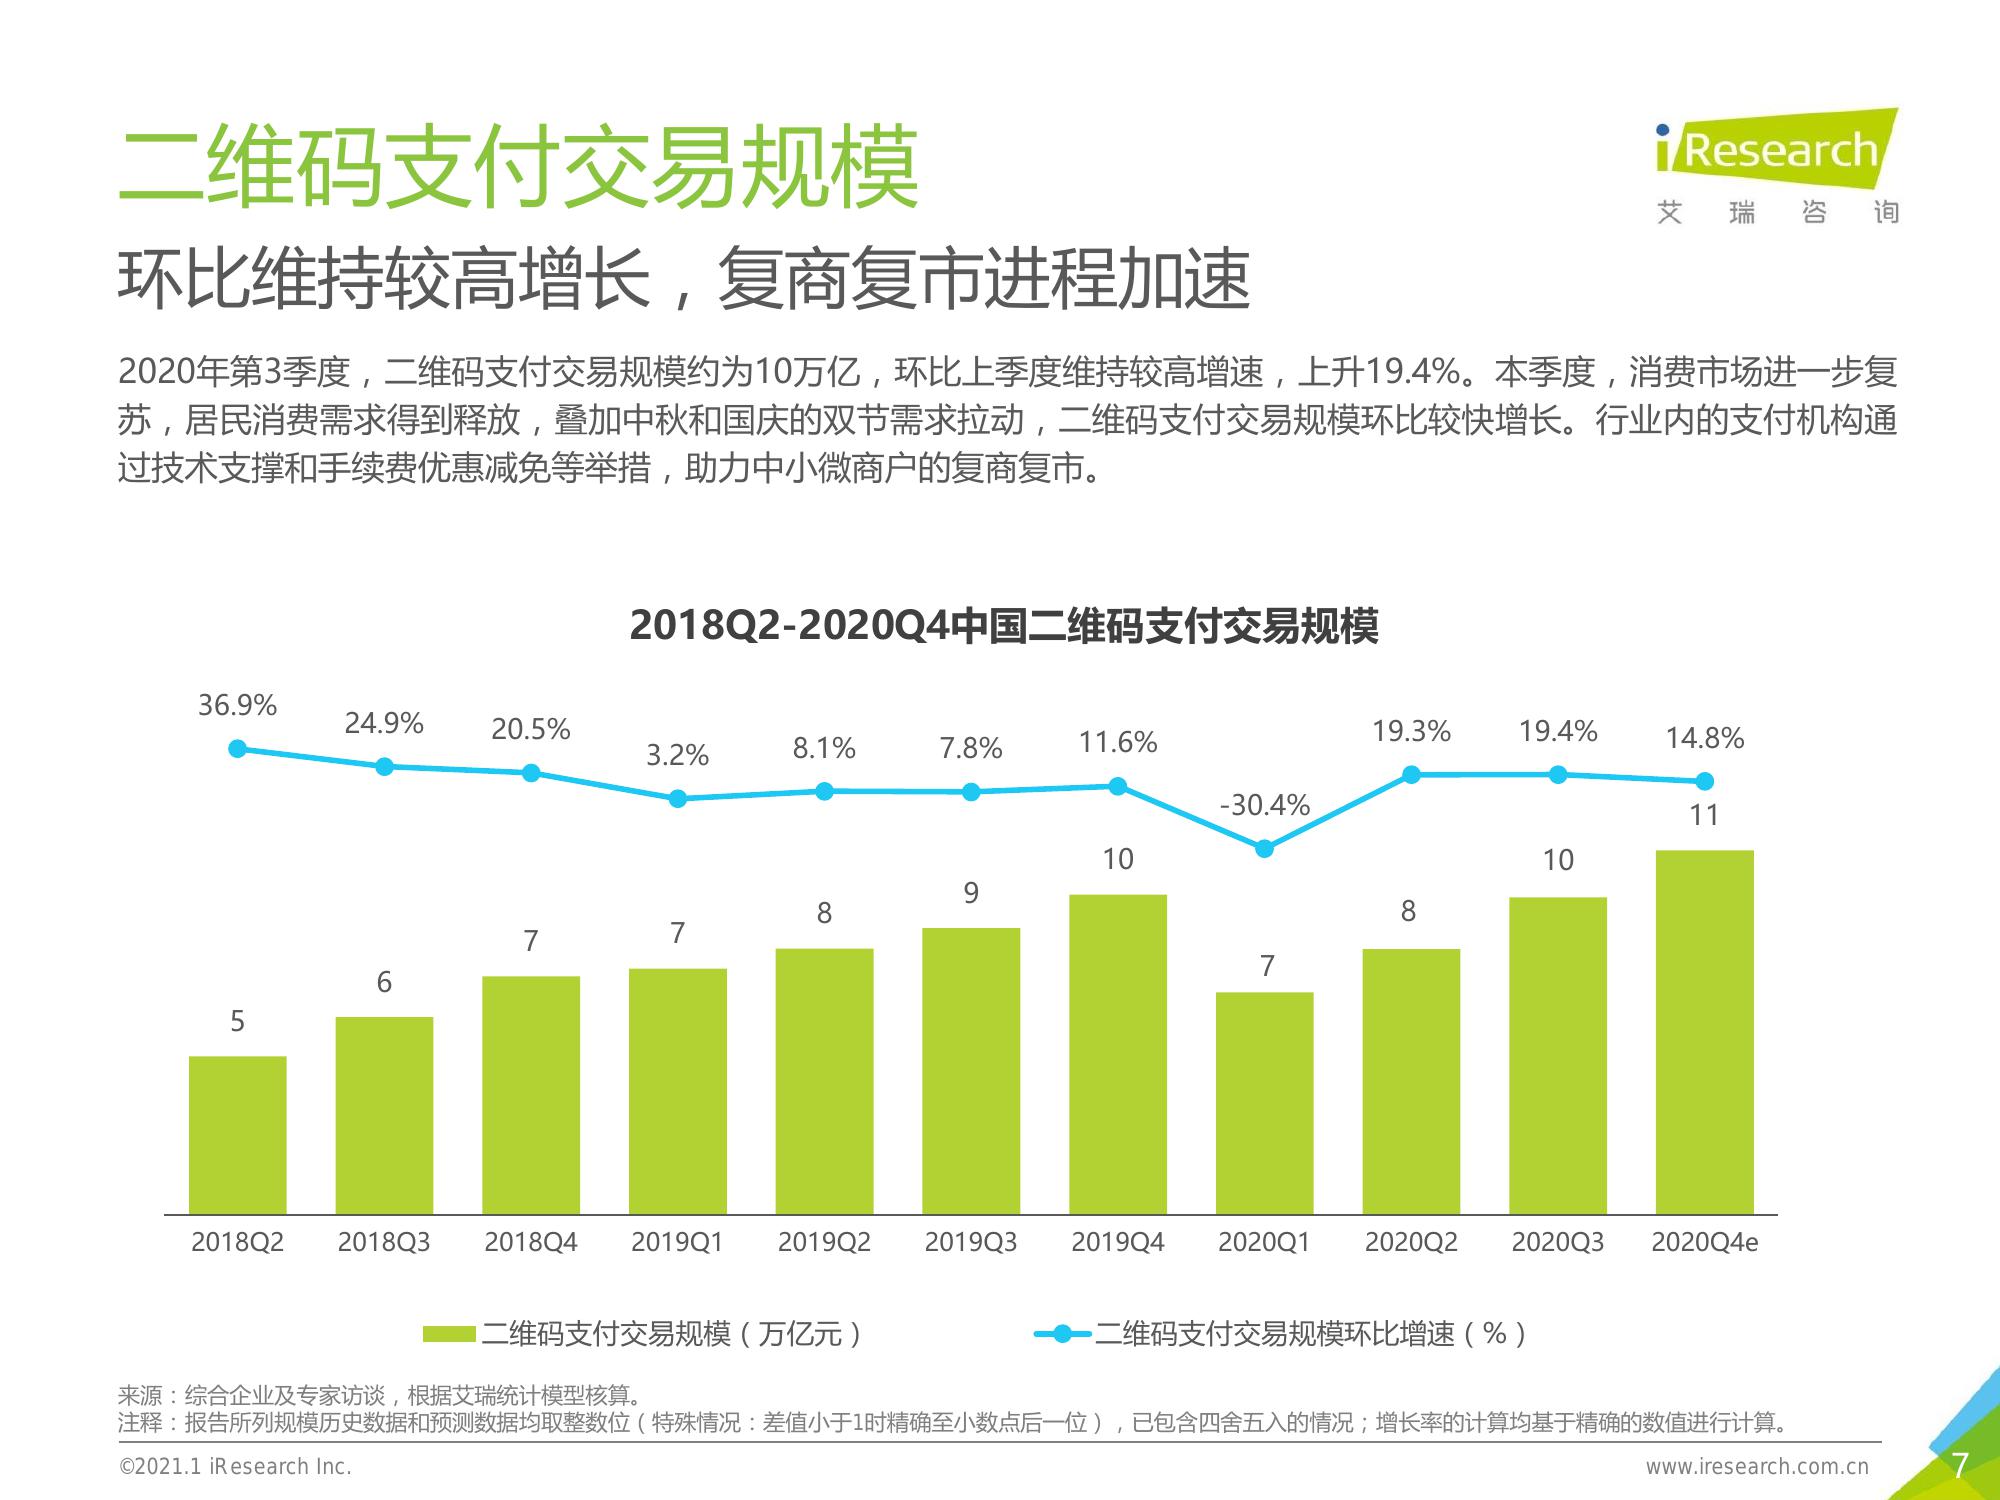 二维码支付交易规模
iResearch
艾瑞咨询
环比维持较高增长，复商复市进程加速
2020年第3季度，二维码支付交易规模约为10万亿，环比上季度维持较高增速，上升19.4%。本季度，消费市场进一步复
苏，居民消费需求得到释放，叠加中秋和国庆的双节需求拉动，二维码支付交易规模环比较快增长。行业内的支付机构通
过技术支撑和手续费优惠减免等举措，助力中小微商户的复商复市。
2018Q2-2020Q4中国二维码支付交易规模
36.9% 24.9% 20.5% 3.2% 8.1% 7.8% 11.6% -30.4% 19.3% 19.4% 14.8%
5 6 7 7 8 9 10 7 8 10 11
2018Q2 2018Q3 2018Q4 2019Q1 2019Q2 2019Q3 2019Q4 2020Q1 2020Q2 2020Q3 2020Q4e
二维码支付交易规模（万亿元） 二维码支付交易规模环比增速（%）
来源：综合企业及专家访谈，根据艾瑞统计模型核算。
注释：报告所列规模历史数据和预测数据均取整数位（特殊情况：差值小于1时精确至小数点后一位），已包含四舍五入的情况；增长率的计算均基于精确的数值进行计算。
©2021.1 iResearch Inc. www.iresearch.com.cn 7